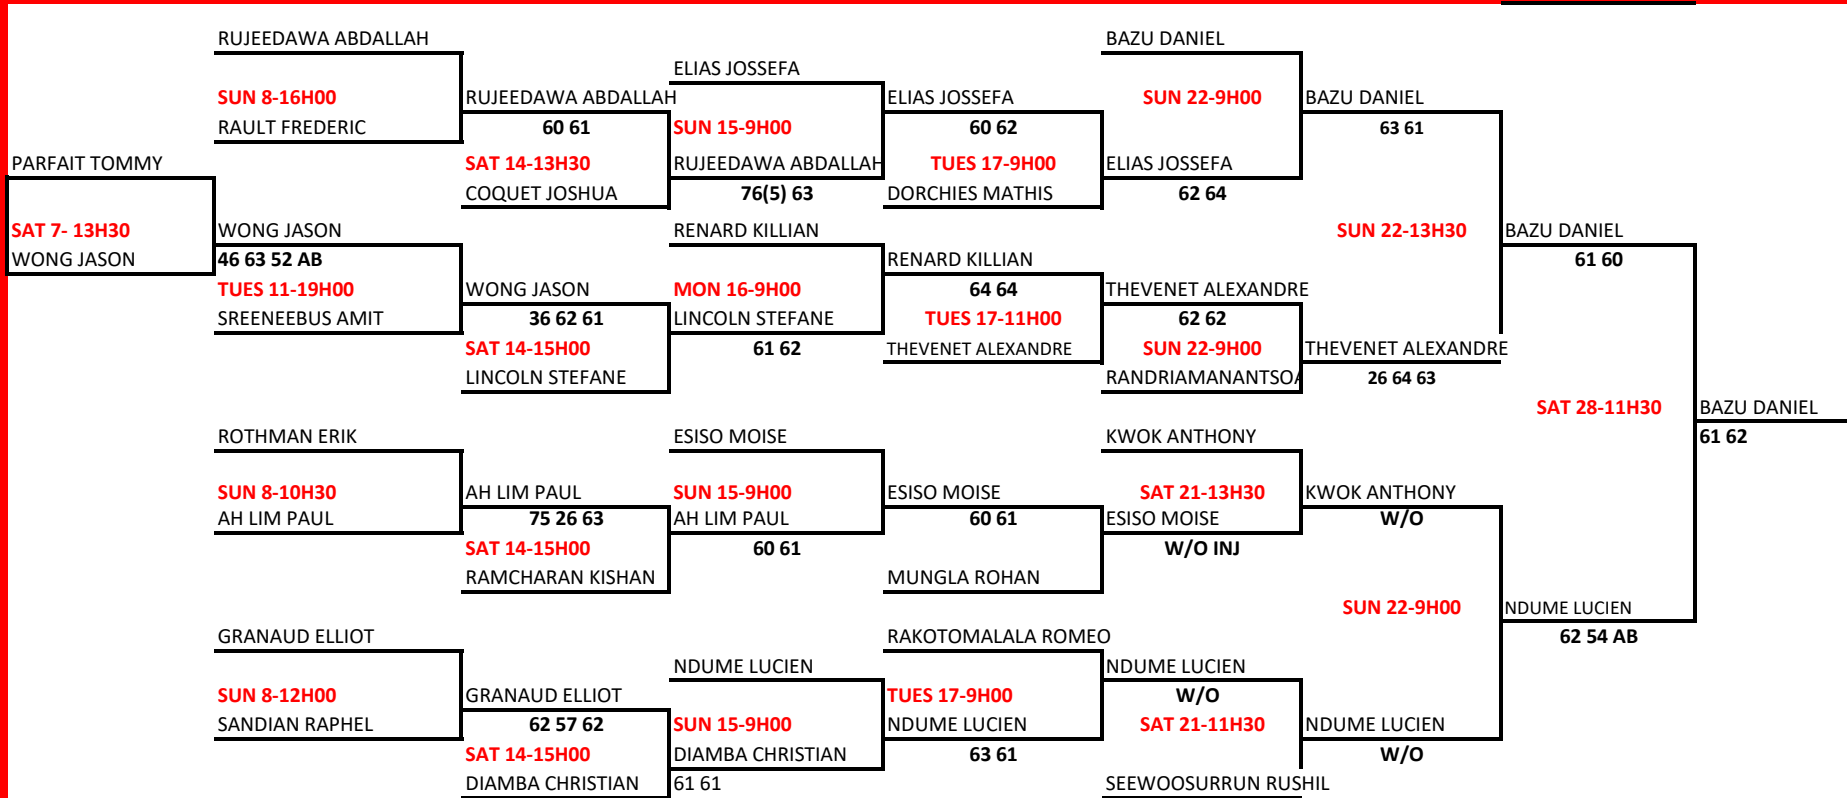 RUJEEDAWA ABDALLAH
BAZU DANIEL
ELIAS JOSSEFA
SUN 8-16H00
RUJEEDAWA ABDALLAH
ELIAS JOSSEFA
SUN 22-9H00
BAZU DANIEL
RAULT FREDERIC
60 61
SUN 15-9H00
60 62
63 61
PARFAIT TOMMY
SAT 14-13H30
RUJEEDAWA ABDALLAH
TUES 17-9H00
ELIAS JOSSEFA
COQUET JOSHUA
76(5) 63
DORCHIES MATHIS
62 64
SAT 7- 13H30
WONG JASON
RENARD KILLIAN
SUN 22-13H30
BAZU DANIEL
WONG JASON
46 63 52 AB
RENARD KILLIAN
61 60
TUES 11-19H00
WONG JASON
MON 16-9H00
64 64
THEVENET ALEXANDRE
SREENEEBUS AMIT
36 62 61
LINCOLN STEFANE
TUES 17-11H00
62 62
SAT 14-15H00
61 62
THEVENET ALEXANDRE
SUN 22-9H00
THEVENET ALEXANDRE
LINCOLN STEFANE
RANDRIAMANANTSOA
26 64 63
SAT 28-11H30
BAZU DANIEL
ROTHMAN ERIK
ESISO MOISE
KWOK ANTHONY
61 62
SUN 8-10H30
AH LIM PAUL
SUN 15-9H00
ESISO MOISE
SAT 21-13H30
KWOK ANTHONY
AH LIM PAUL
75 26 63
AH LIM PAUL
60 61
ESISO MOISE
W/O
SAT 14-15H00
60 61
W/O INJ
RAMCHARAN KISHAN
MUNGLA ROHAN
SUN 22-9H00
NDUME LUCIEN
GRANAUD ELLIOT
RAKOTOMALALA ROMEO
62 54 AB
NDUME LUCIEN
NDUME LUCIEN
SUN 8-12H00
GRANAUD ELLIOT
TUES 17-9H00
W/O
SANDIAN RAPHEL
62 57 62
SUN 15-9H00
NDUME LUCIEN
SAT 21-11H30
NDUME LUCIEN
SAT 14-15H00
DIAMBA CHRISTIAN
63 61
W/O
DIAMBA CHRISTIAN
61 61
SEEWOOSURRUN RUSHIL